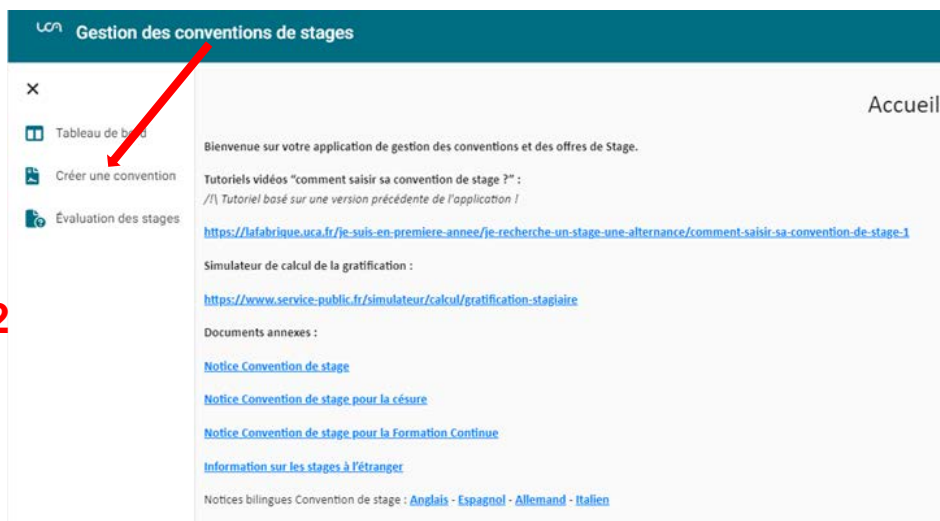 uca Gestion des conventions de stages
×
Accueil
Tableau de bord
Créer une convention
Évaluation des stages
2
Bienvenue sur votre application de gestion des conventions et des offres de Stage.
Tutoriels vidéos "comment saisir sa convention de stage ?" :
/!\ Tutoriel basé sur une version précédente de l'application !
https://lafabrique.uca.fr/je-suis-en-premiere-annee/je-recherche-un-stage-une-alternance/comment-saisir-sa-convention-de-stage-1
Simulateur de calcul de la gratification :
https://www.service-public.fr/simulateur/calcul/gratification-stagiaire
Documents annexes :
Notice Convention de stage
Notice Convention de stage pour la césure
Notice Convention de stage pour la Formation Continue
Information sur les stages à l'étranger
Notices bilingues Convention de stage : Anglais - Espagnol - Allemand - Italien